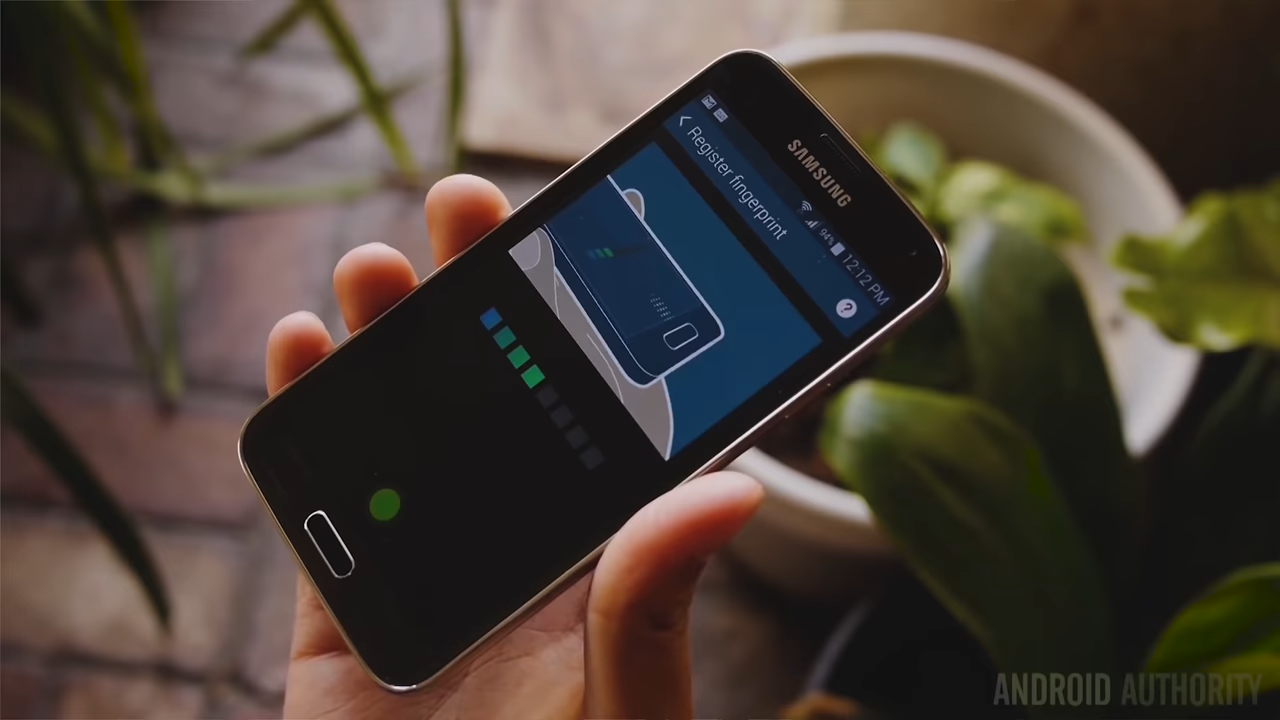 SAMSUNG
94% 12:12 PM
Register fingerprint
?
ANDROID AUTHORITY